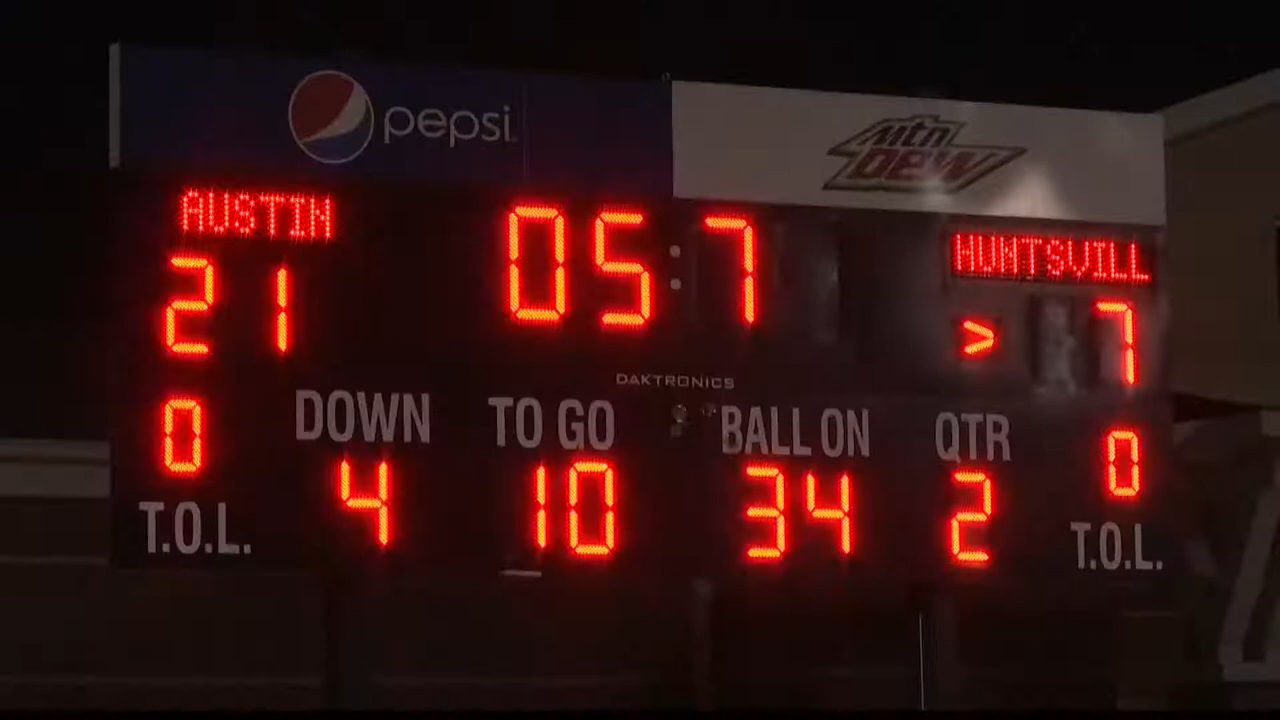 pepsi
Mtn
DEW
AUSTIN
05:7
HUNTSVILL
21
> 7
DAKTRONICS
0
DOWN
TO GO
BALL ON
QTR
0
4
10
34
2
T.O.L.
T.O.L.